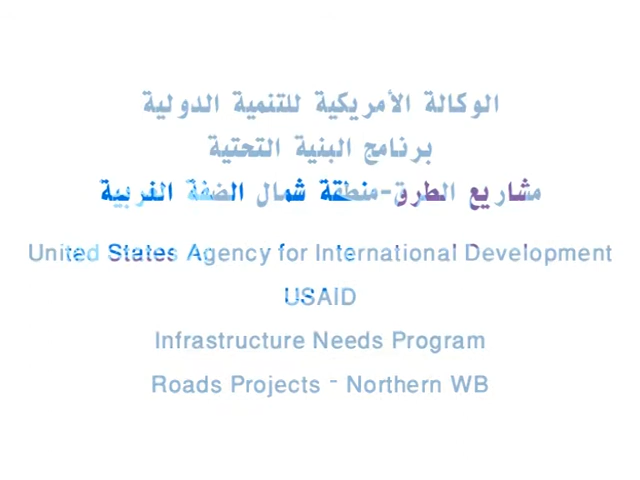 الوكالة الأمريكية للتنمية الدولية
برنامج البنية التحتية
مشاريع الطرق-منطقة شمال الضفة الغربية
United States Agency for International Development
USAID
Infrastructure Needs Program
Roads Projects - Northern WB